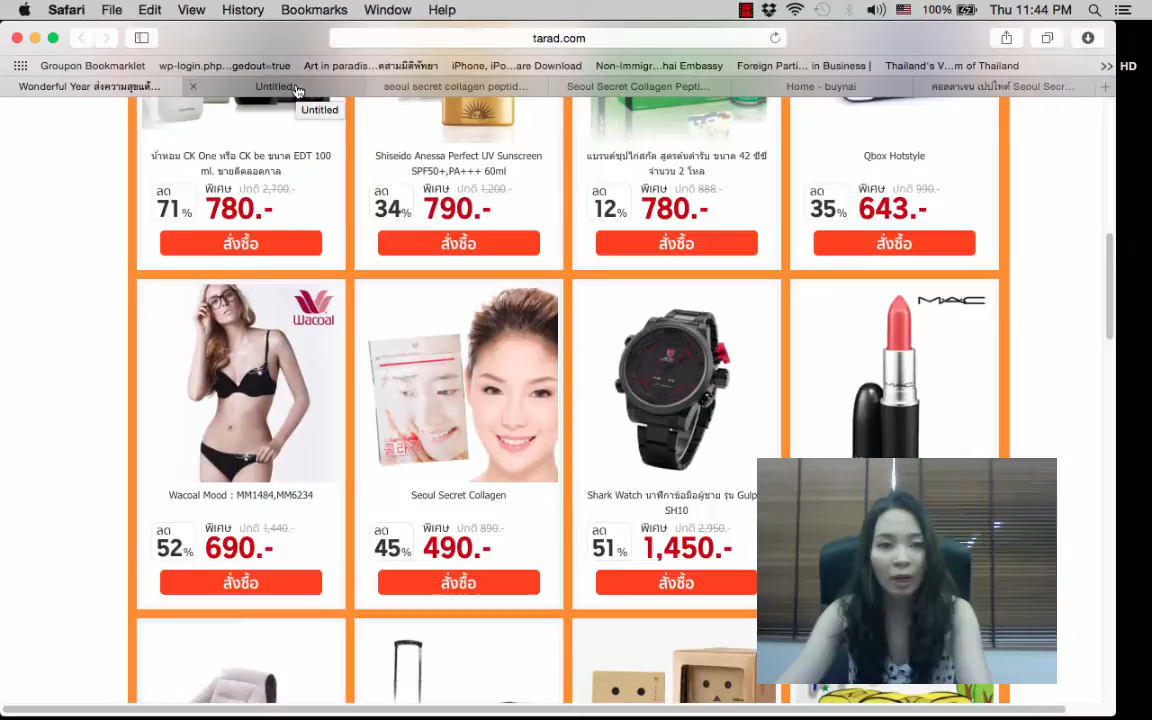 Safari File Edit View History Bookmarks Window Help 100% Thu 11:44 PM
tarad.com
Groupon Bookmarklet wp-login.php...gedout=true Art in paradis...ตสามมิติพัทยา iPhone, iPo...are Download Non-Immigr...hai Embassy Foreign Parti... in Business | Thailand's V...m of Thailand HD
Wonderful Year ส่งความสุขแด้... Untitled seoul secret collagen peptid... Seoul Secret Collagen Pepti... Home - buynai คอลลาเจน เปปไทด์ Seoul Secr...
Untitled
น้ำหอม CK One หรือ CK be ขนาด EDT 100
ml. ขายดีตลอดกาล
Shiseido Anessa Perfect UV Sunscreen
SPF50+,PA+++ 60ml
แบรนด์ซุปไก่สกัด สูตรต้นตำรับ ขนาด 42 ซีซี
จำนวน 2 โหล
Qbox Hotstyle
ลด 71% พิเศษ ปกติ 2,700.- 780.-
ลด 34% พิเศษ ปกติ 1,200.- 790.-
ลด 12% พิเศษ ปกติ 888.- 780.-
ลด 35% พิเศษ ปกติ 990.- 643.-
สั่งซื้อ สั่งซื้อ สั่งซื้อ สั่งซื้อ
Wacoal
MAC
Wacoal Mood : MM1484,MM6234
Seoul Secret Collagen
Shark Watch นาฬิกาข้อมือผู้ชาย รุ่น Gulp
SH10
ลด 52% พิเศษ ปกติ 1,440.- 690.-
ลด 45% พิเศษ ปกติ 890.- 490.-
ลด 51% พิเศษ ปกติ 2,950.- 1,450.-
สั่งซื้อ สั่งซื้อ สั่งซื้อ